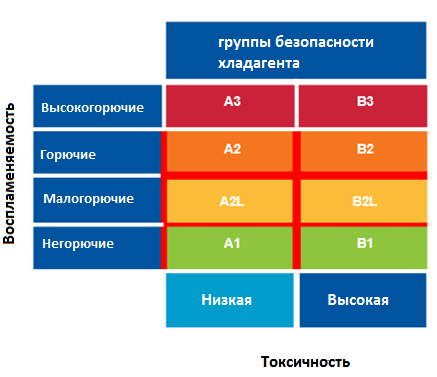 группы безопасности
хладагента
Воспламеняемость
Высокогорючие A3 B3
Горючие A2 B2
Малогорючие A2L B2L
Негорючие A1 B1
Низкая Высокая
Токсичность